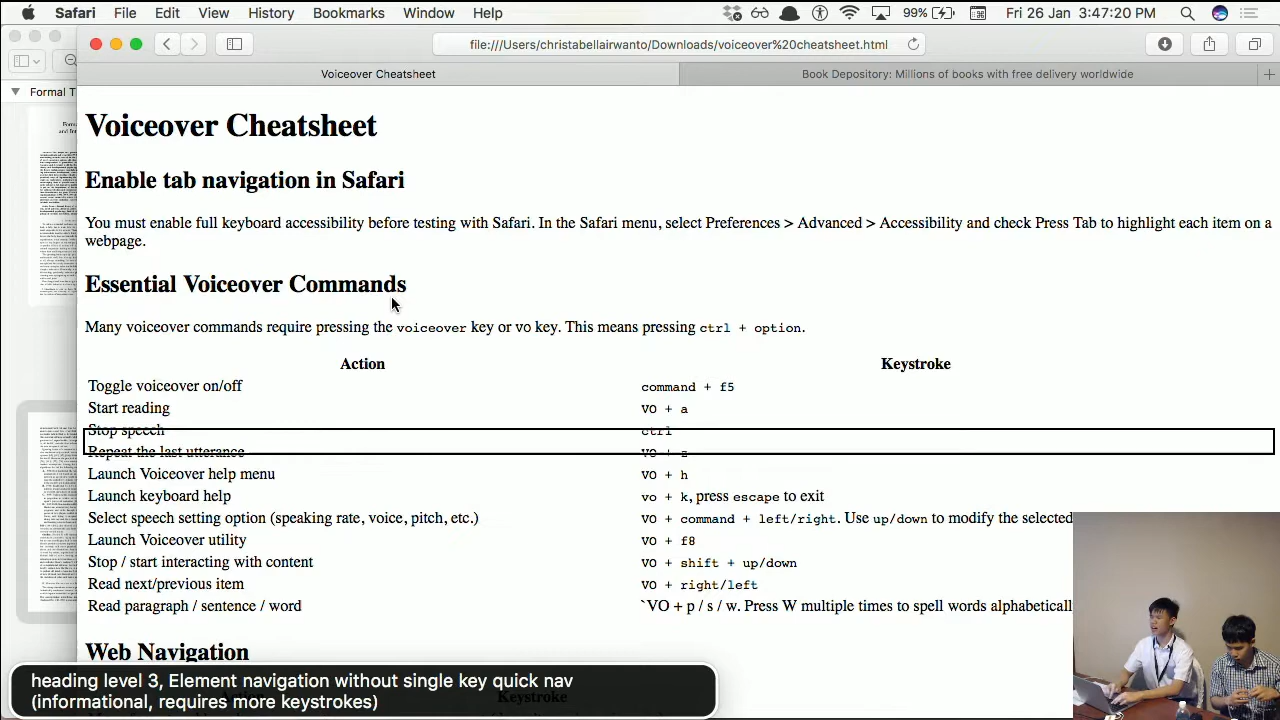 Safari File Edit View History Bookmarks Window Help 99% Fri 26 Jan 3:47:20 PM
file:///Users/christabellairwanto/Downloads/voiceover%20cheatsheet.html
Voiceover Cheatsheet Book Depository: Millions of books with free delivery worldwide
Formal T
Voiceover Cheatsheet
Enable tab navigation in Safari
You must enable full keyboard accessibility before testing with Safari. In the Safari menu, select Preferences > Advanced > Accessibility and check Press Tab to highlight each item on a
webpage.
Essential Voiceover Commands
Many voiceover commands require pressing the voiceover key or vo key. This means pressing ctrl + option.
Action Keystroke
Toggle voiceover on/off command + f5
Start reading VO + a
Stop speech ctrl
Repeat the last utterance VO + z
Launch Voiceover help menu VO + h
Launch keyboard help vo + k, press escape to exit
Select speech setting option (speaking rate, voice, pitch, etc.) VO + command + left/right. Use up/down to modify the selected
Launch Voiceover utility VO + f8
Stop / start interaction with content VO + shift + up/down
Read next/previous item VO + right/left
Read paragraph / sentence / word `VO + p / s / w. Press W multiple times to spell words alphabeticall
Web Navigation
heading level 3, Element navigation without single key quick nav
(informational, requires more keystrokes)